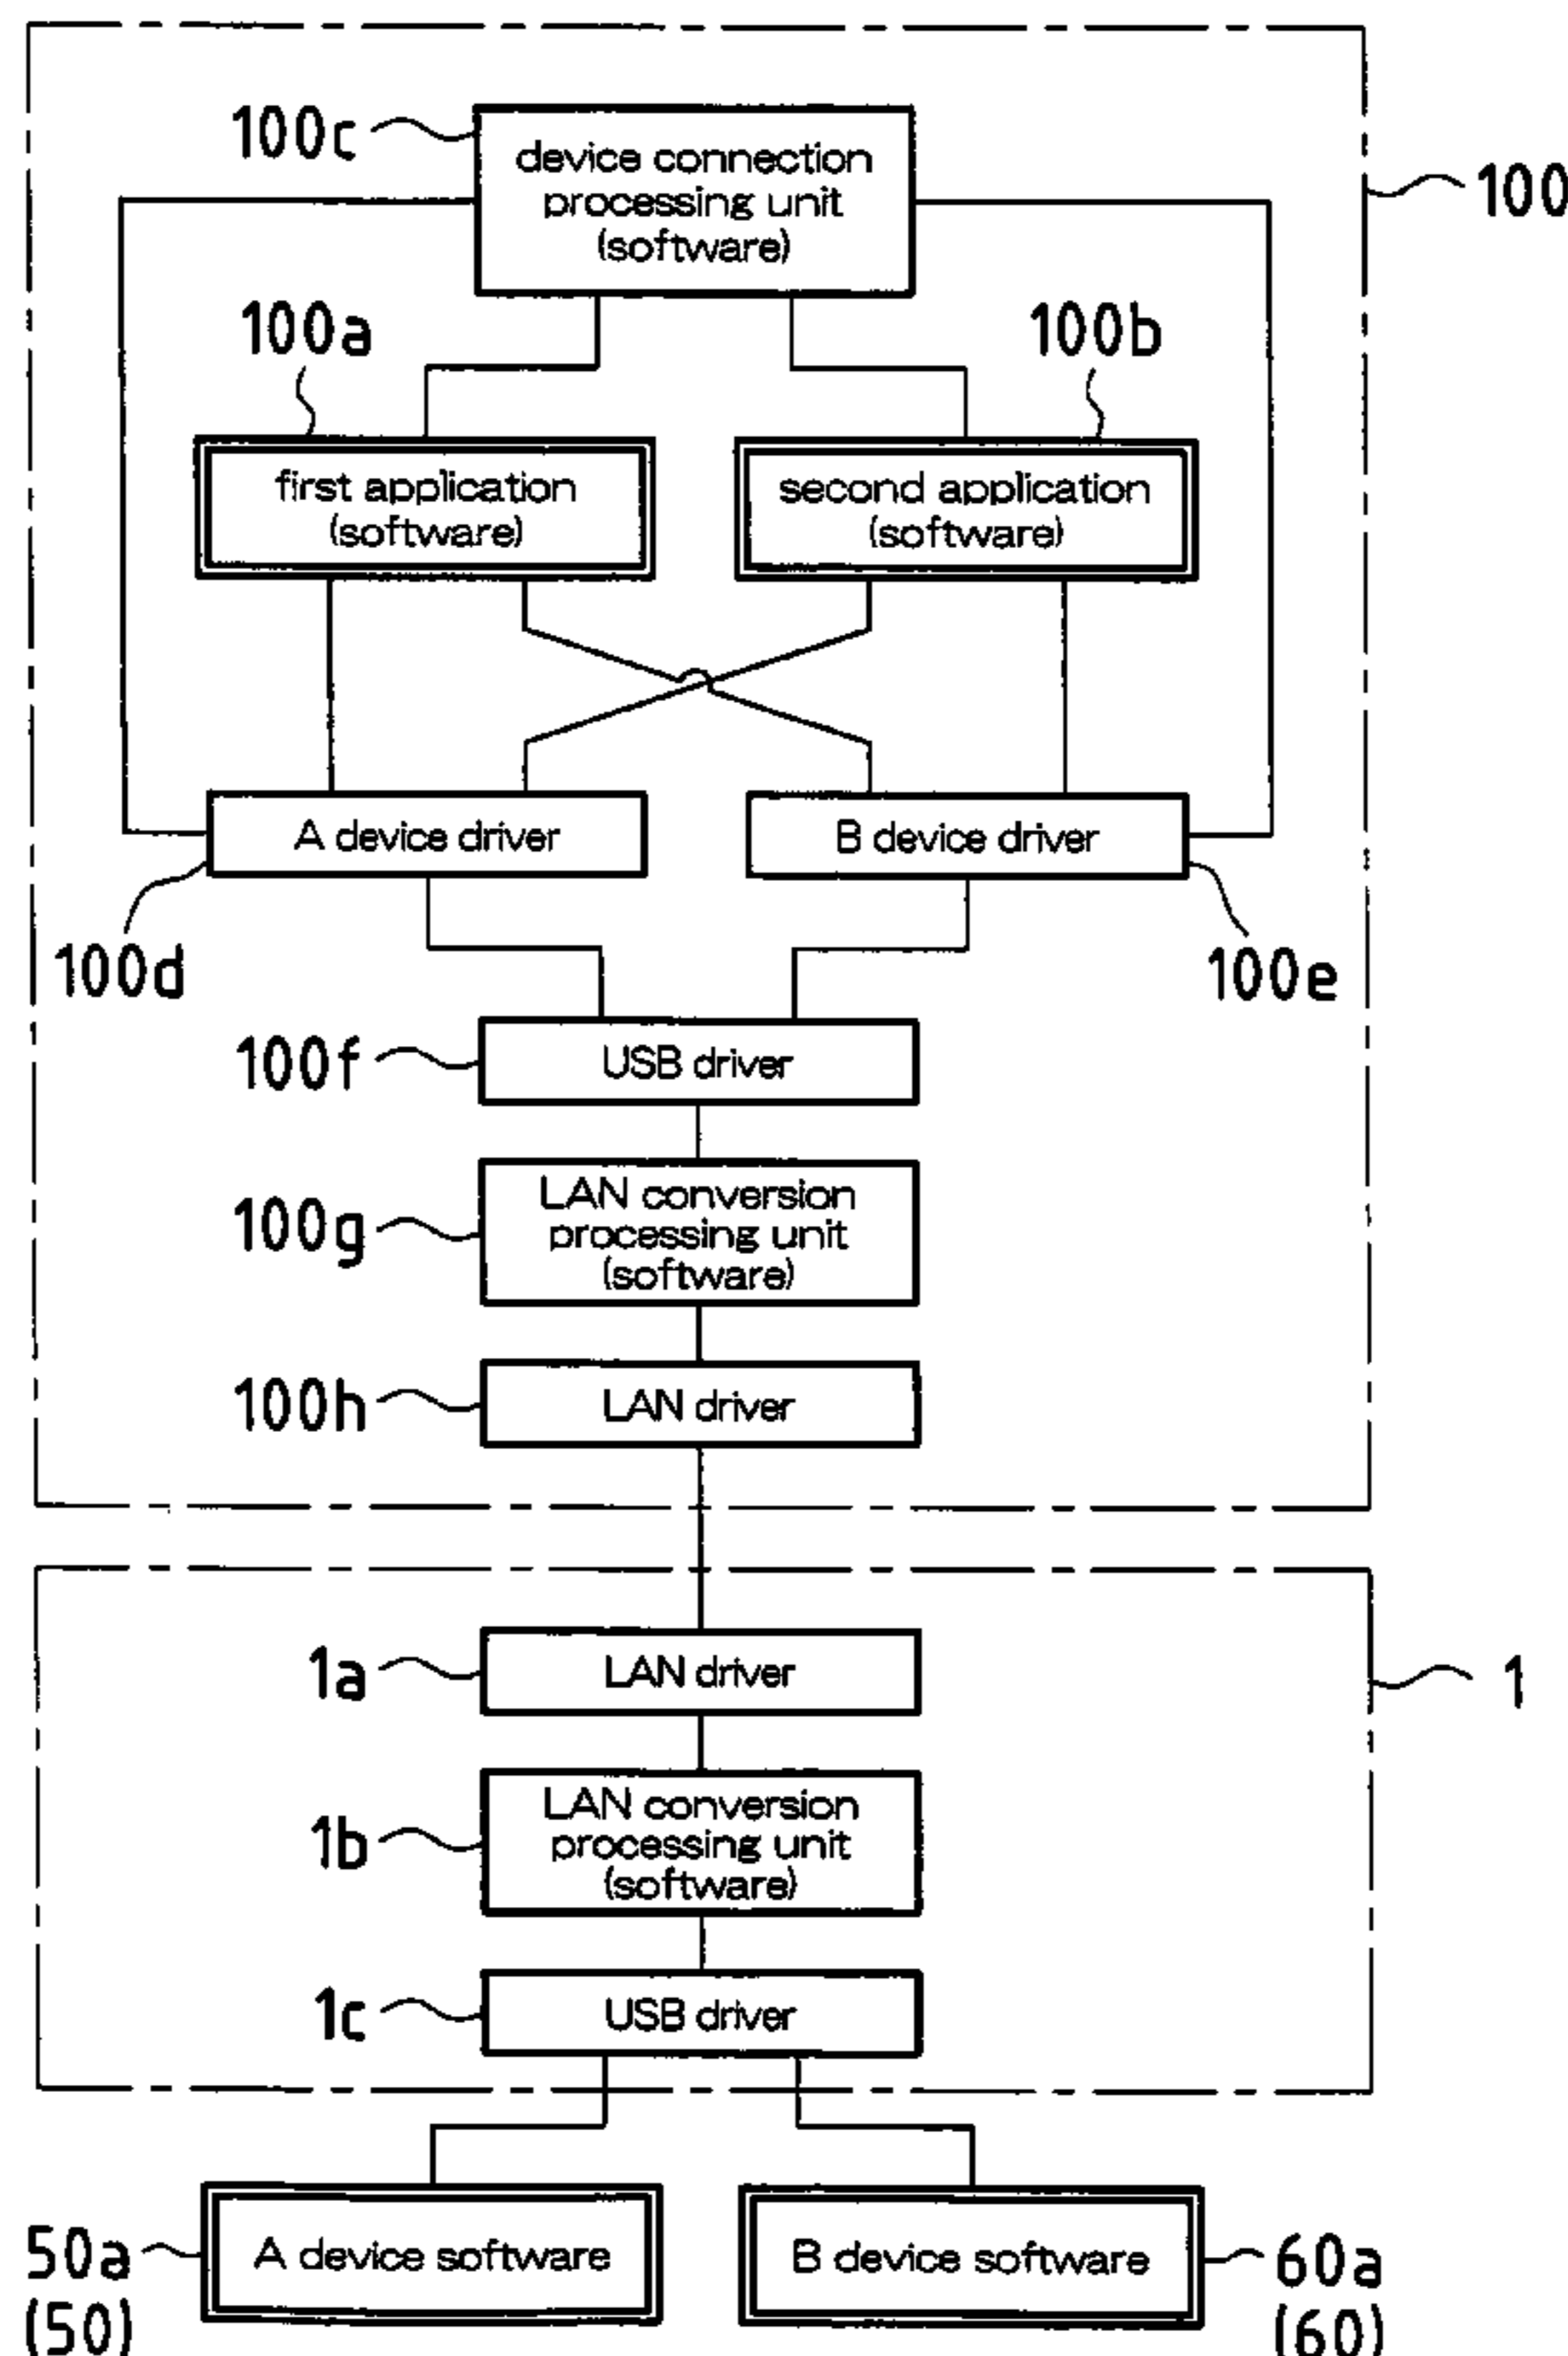 100c
device connection
processing unit
(software)
100
100a
100b
first application
(software)
second application
(software)
A device driver
B device driver
100d
100e
100f
USB driver
100g
LAN conversion
processing unit
(software)
100h
LAN driver
1a
LAN driver
1
1b
LAN conversion
processing unit
(software)
1c
USB driver
50a
(50)
A device software
B device software
60a
(60)